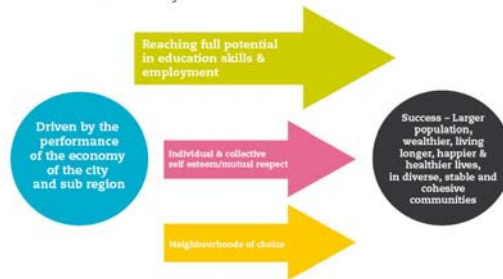 Reaching full potential
in education skills &
employment
Driven by the
performance
of the economy
of the city
and sub region
Individual & collective
self esteem/mutual respect
Neighbourhoods of choice
Success – Larger
population,
wealthier, living
longer, happier &
healthier lives,
in diverse, stable and
cohesive
communities